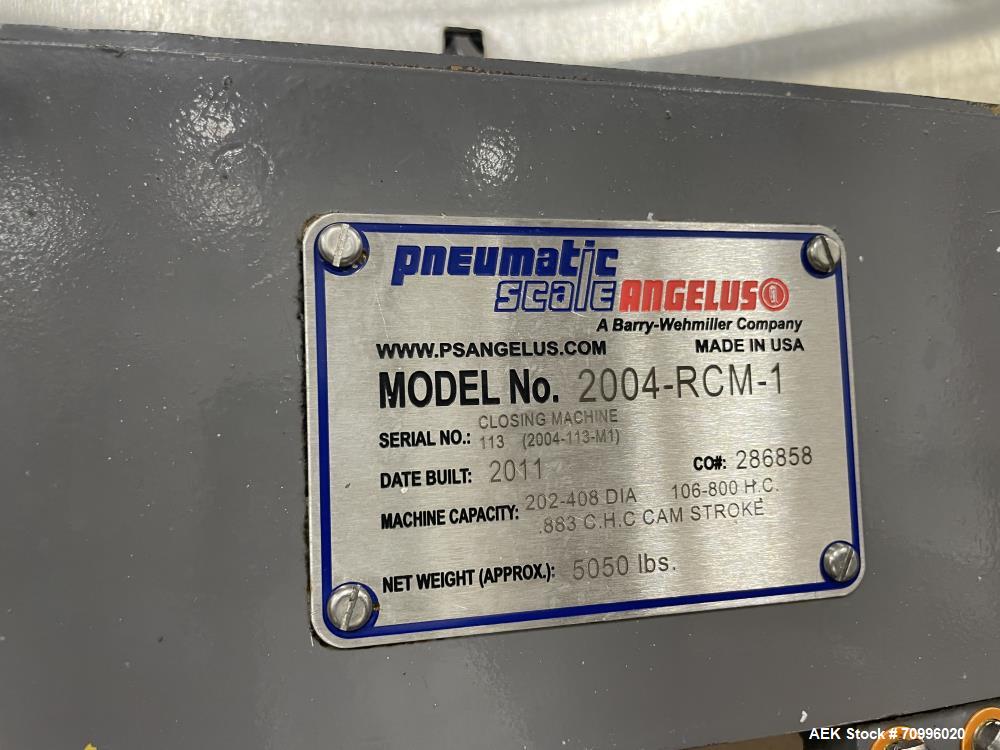 pneumatic
scale ANGELUS
A Barry-Wehmiller Company
WWW.PSANGELUS.COM MADE IN USA
MODEL No. 2004-RCM-1
CLOSING MACHINE
SERIAL NO.: 113 (2004-113-M1)
DATE BUILT: 2011 CO#: 286858
MACHINE CAPACITY: 202-408 DIA 106-800 H.C.
.883 C.H.C CAM STROKE
NET WEIGHT (APPROX.): 5050 lbs.
AEK Stock # 70996020